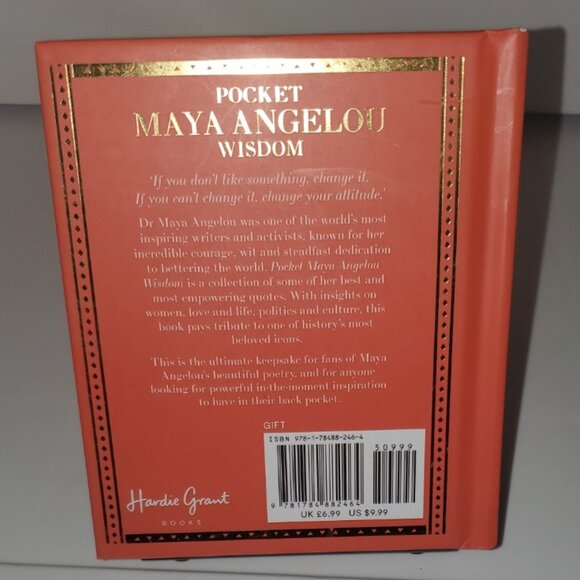 POCKET
MAYA ANGELOU
WISDOM
'If you don't like something, change it.
If you can't change it, change your attitude.'
Dr Maya Angelou was one of the world's most
inspiring writers and activists, known for her
incredible courage, wit and steadfast dedication
to bettering the world. Pocket Maya Angelou
Wisdom is a collection of some of her best and
most empowering quotes. With insights on
women, love and life, politics and culture, this
book pays tribute to one of history's most
beloved icons.
This is the ultimate keepsake for fans of Maya
Angelou's beautiful poetry, and for anyone
looking for powerful in-the-moment inspiration
to have in their back pocket.
GIFT
ISBN 978-1-78488-246-4
50999
9 781784 882464
UK £6.99 US $9.99
Hardie Grant
BOOKS